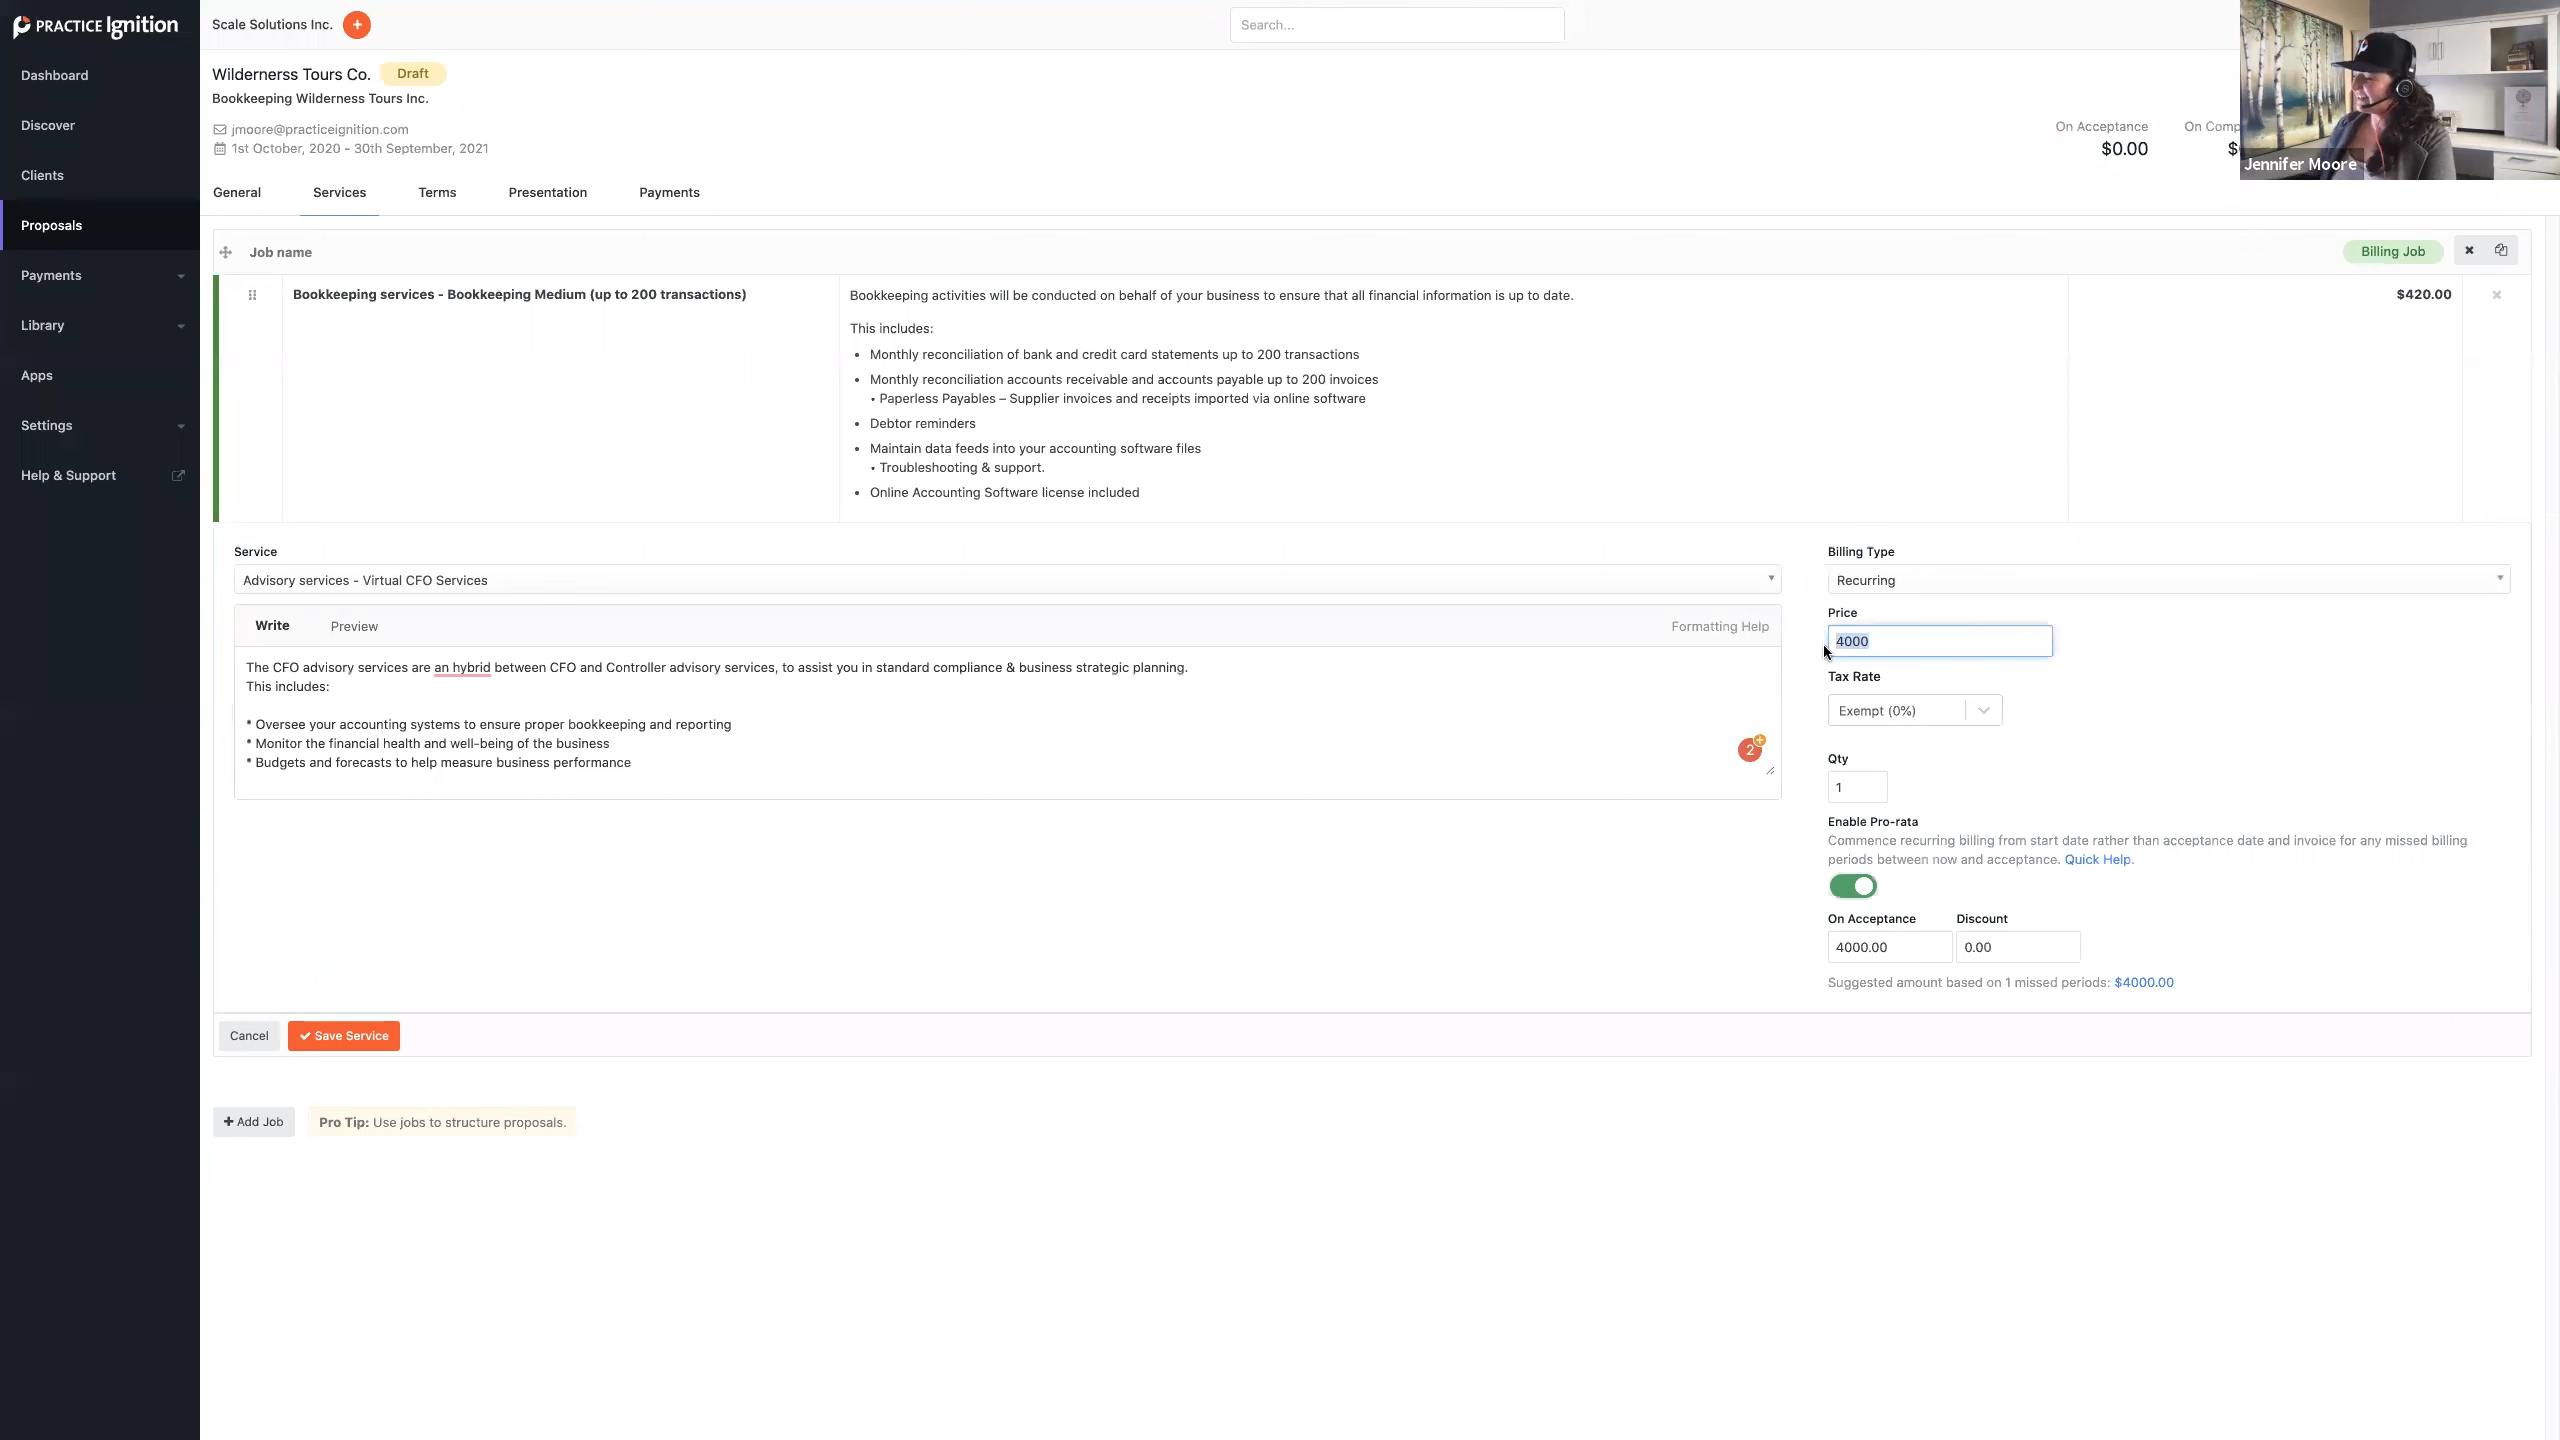 PRACTICE Ignition
Dashboard
Discover
Clients
Proposals
Payments
Library
Apps
Settings
Help & Support
Scale Solutions Inc.
+
Search...
Wildernerss Tours Co.
Draft
Bookkeeping Wilderness Tours Inc.
jmoore@practiceignition.com
1st October, 2020 - 30th September, 2021
On Acceptance
$0.00
On Comp
$
Jennifer Moore
General
Services
Terms
Presentation
Payments
Job name
Billing Job
Bookkeeping services - Bookkeeping Medium (up to 200 transactions)
Bookkeeping activities will be conducted on behalf of your business to ensure that all financial information is up to date.
This includes:
• Monthly reconciliation of bank and credit card statements up to 200 transactions
• Monthly reconciliation accounts receivable and accounts payable up to 200 invoices
• Paperless Payables – Supplier invoices and receipts imported via online software
• Debtor reminders
• Maintain data feeds into your accounting software files
• Troubleshooting & support.
• Online Accounting Software license included
$420.00
Service
Advisory services - Virtual CFO Services
Write
Preview
Formatting Help
The CFO advisory services are an hybrid between CFO and Controller advisory services, to assist you in standard compliance & business strategic planning.
This includes:
* Oversee your accounting systems to ensure proper bookkeeping and reporting
* Monitor the financial health and well-being of the business
* Budgets and forecasts to help measure business performance
2
Billing Type
Recurring
Price
4000
Tax Rate
Exempt (0%)
Qty
1
Enable Pro-rata
Commence recurring billing from start date rather than acceptance date and invoice for any missed billing
periods between now and acceptance. Quick Help.
On Acceptance
Discount
4000.00
0.00
Suggested amount based on 1 missed periods: $4000.00
Cancel
Save Service
+ Add Job
Pro Tip: Use jobs to structure proposals.